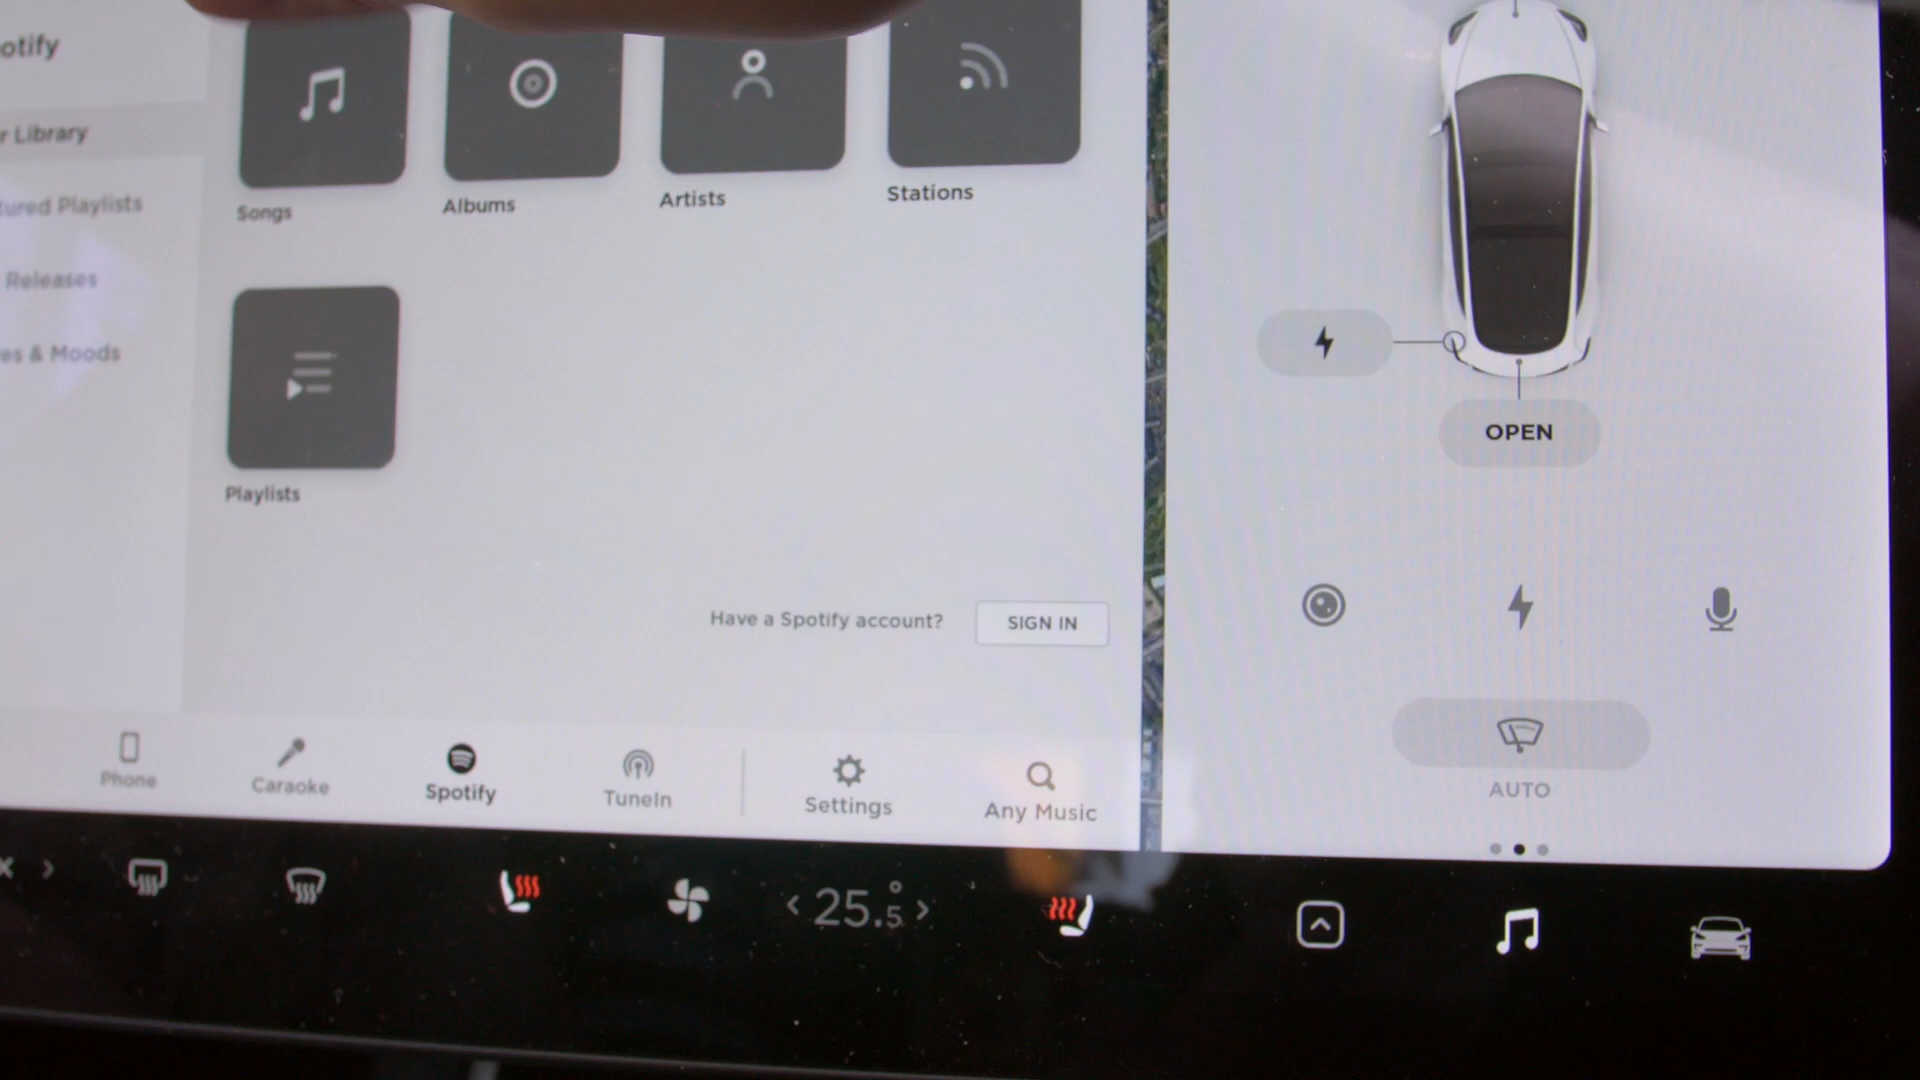 otify
r Library
tured Playlists
Releases
es & Moods
Songs
Albums
Artists
Stations
Playlists
Have a Spotify account?
SIGN IN
OPEN
AUTO
Phone
Caraoke
Spotify
TuneIn
Settings
Any Music
< 25.5° >